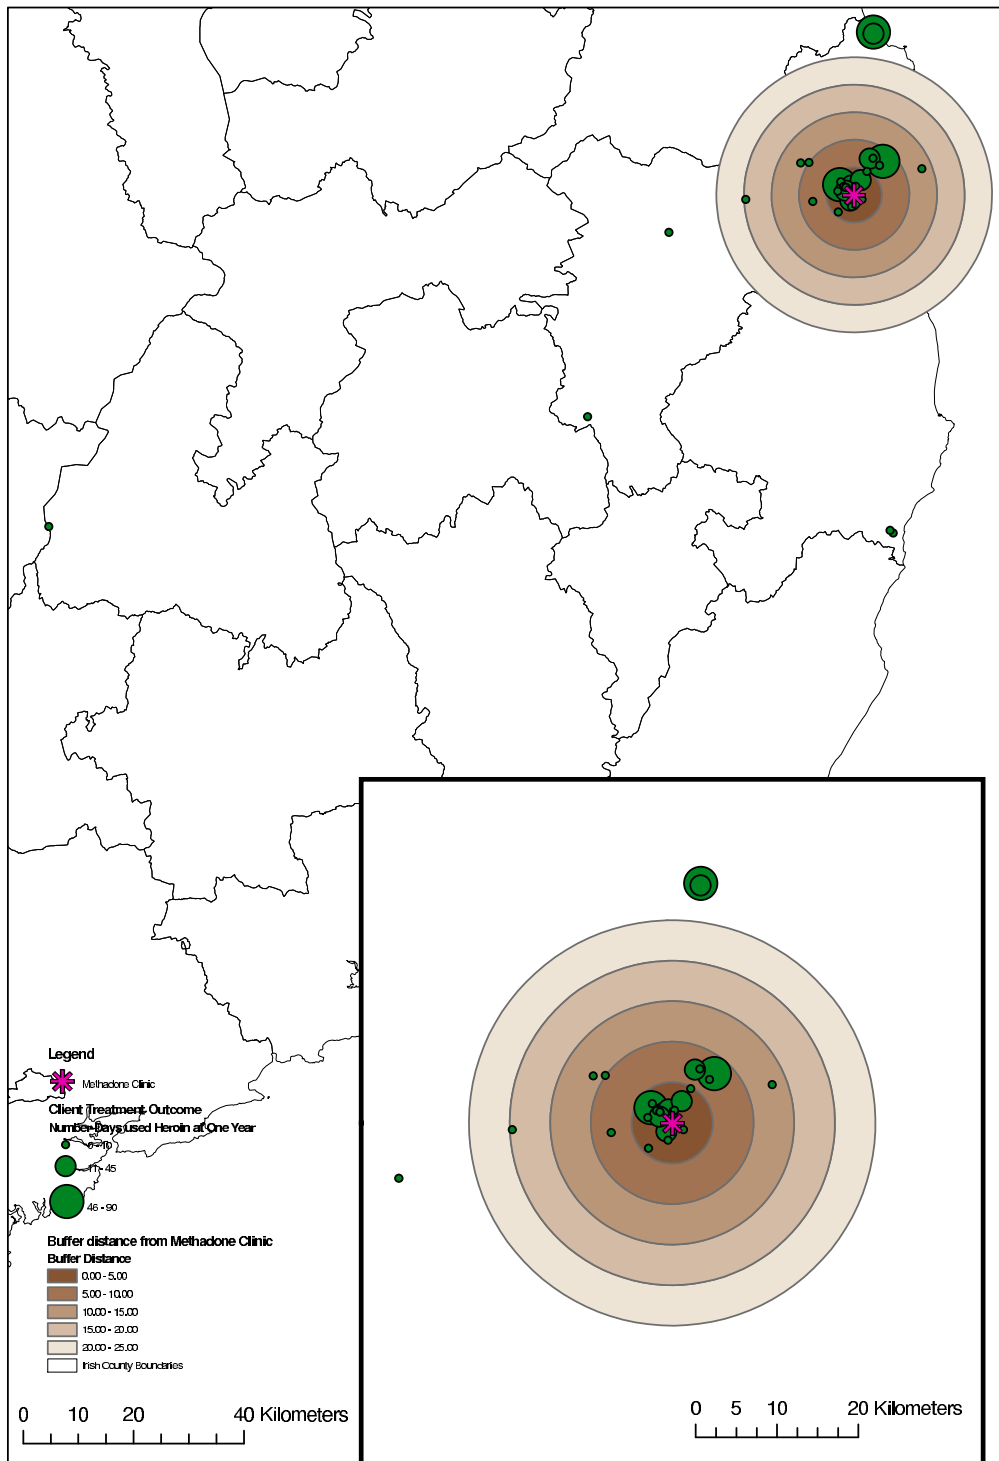 Legend
Methadone Clinic
Client Treatment Outcome
Number Days used Heroin at One Year
0 - 10
11 - 45
46 - 90
Buffer distance from Methadone Clinic
Buffer Distance
0.00 - 5.00
5.00 - 10.00
10.00 - 15.00
15.00 - 20.00
20.00 - 25.00
Irish County Boundaries
0 10 20 40 Kilometers
0 5 10 20 Kilometers